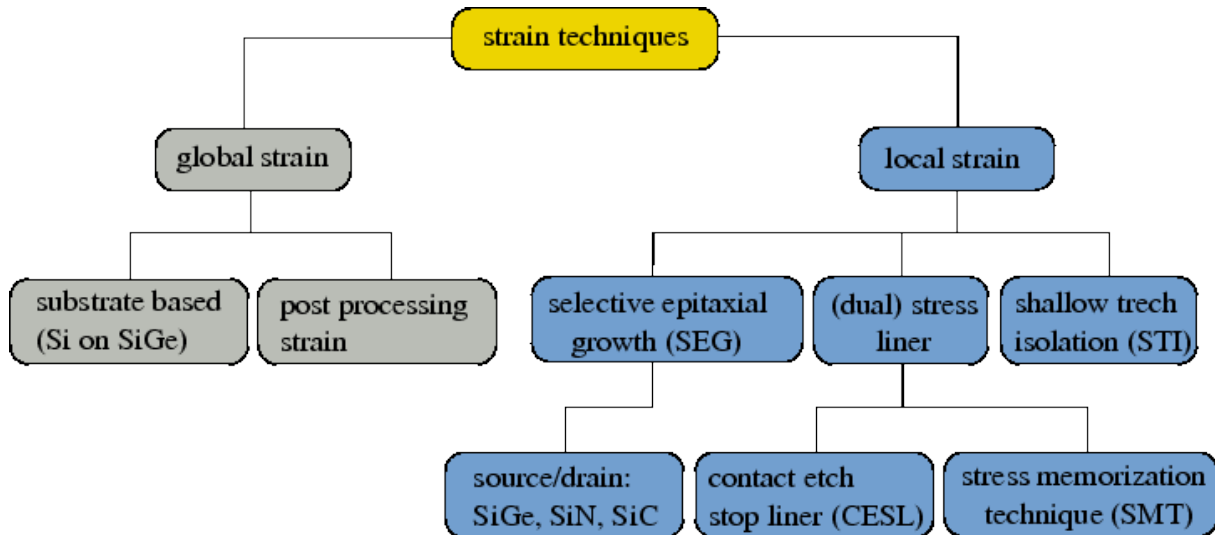 strain techniques
global strain
local strain
substrate based
(Si on SiGe)
post processing
strain
selective epitaxial
growth (SEG)
(dual) stress
liner
shallow trech
isolation (STI)
source/drain:
SiGe, SiN, SiC
contact etch
stop liner (CESL)
stress memorization
technique (SMT)